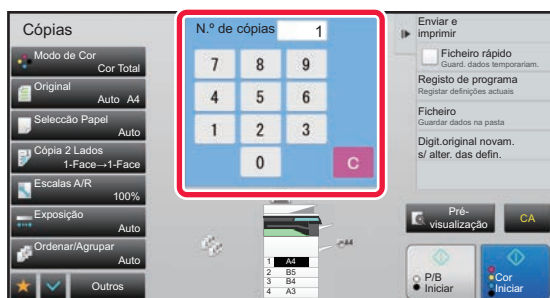 Cópias
Modo de Cor
Cor Total
Original
Auto A4
Seleccão Papel
Auto
Cópia 2 Lados
1-Face→1-Face
Escalas A/R
100%
Exposição
Auto
Ordenar/Agrupar
Auto
Outros
N.º de cópias 1
7 8 9
4 5 6
1 2 3
0 C
1 A4
2 B5
3 B4
4 A3
A4
Enviar e
imprimir
Ficheiro rápido
Guard. dados temporariam.
Registo de programa
Registar definições actuais
Ficheiro
Guardar dados na pasta
Digit.original novam.
s/ alter. das defin.
Pré-
visualização
CA
P/B
Iniciar
Cor
Iniciar